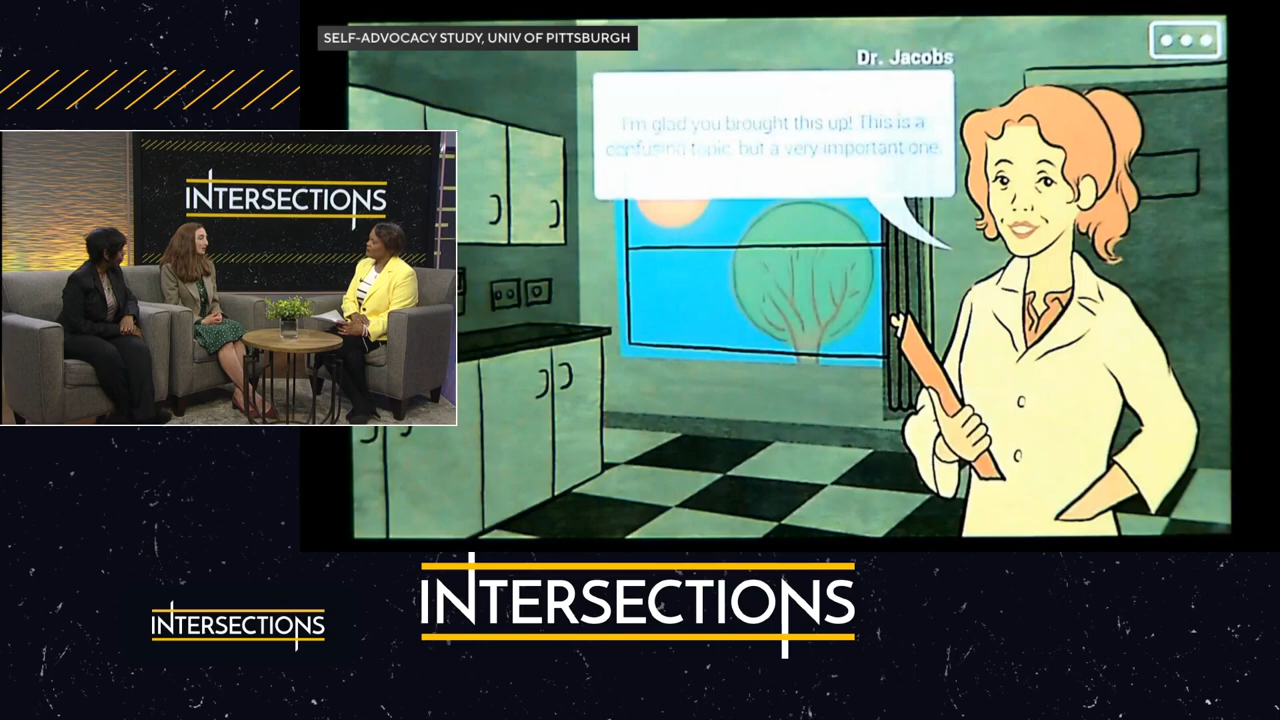 SELF-ADVOCACY STUDY, UNIV OF PITTSBURGH
Dr. Jacobs
I'm glad you brought this up! This is a
confusing topic, but a very important one.
INTERSECTIONS
INTERSECTIONS
INTERSECTIONS